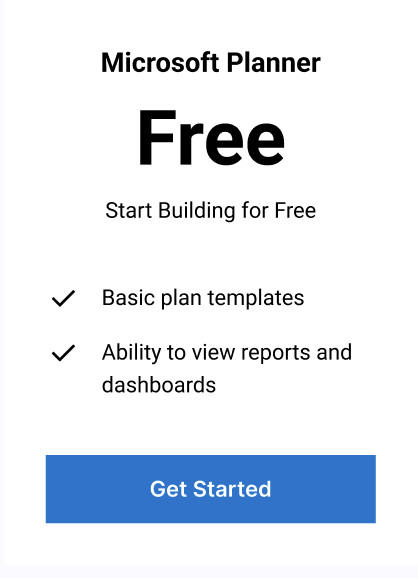 Microsoft Planner
Free
Start Building for Free
Basic plan templates
Ability to view reports and
dashboards
Get Started